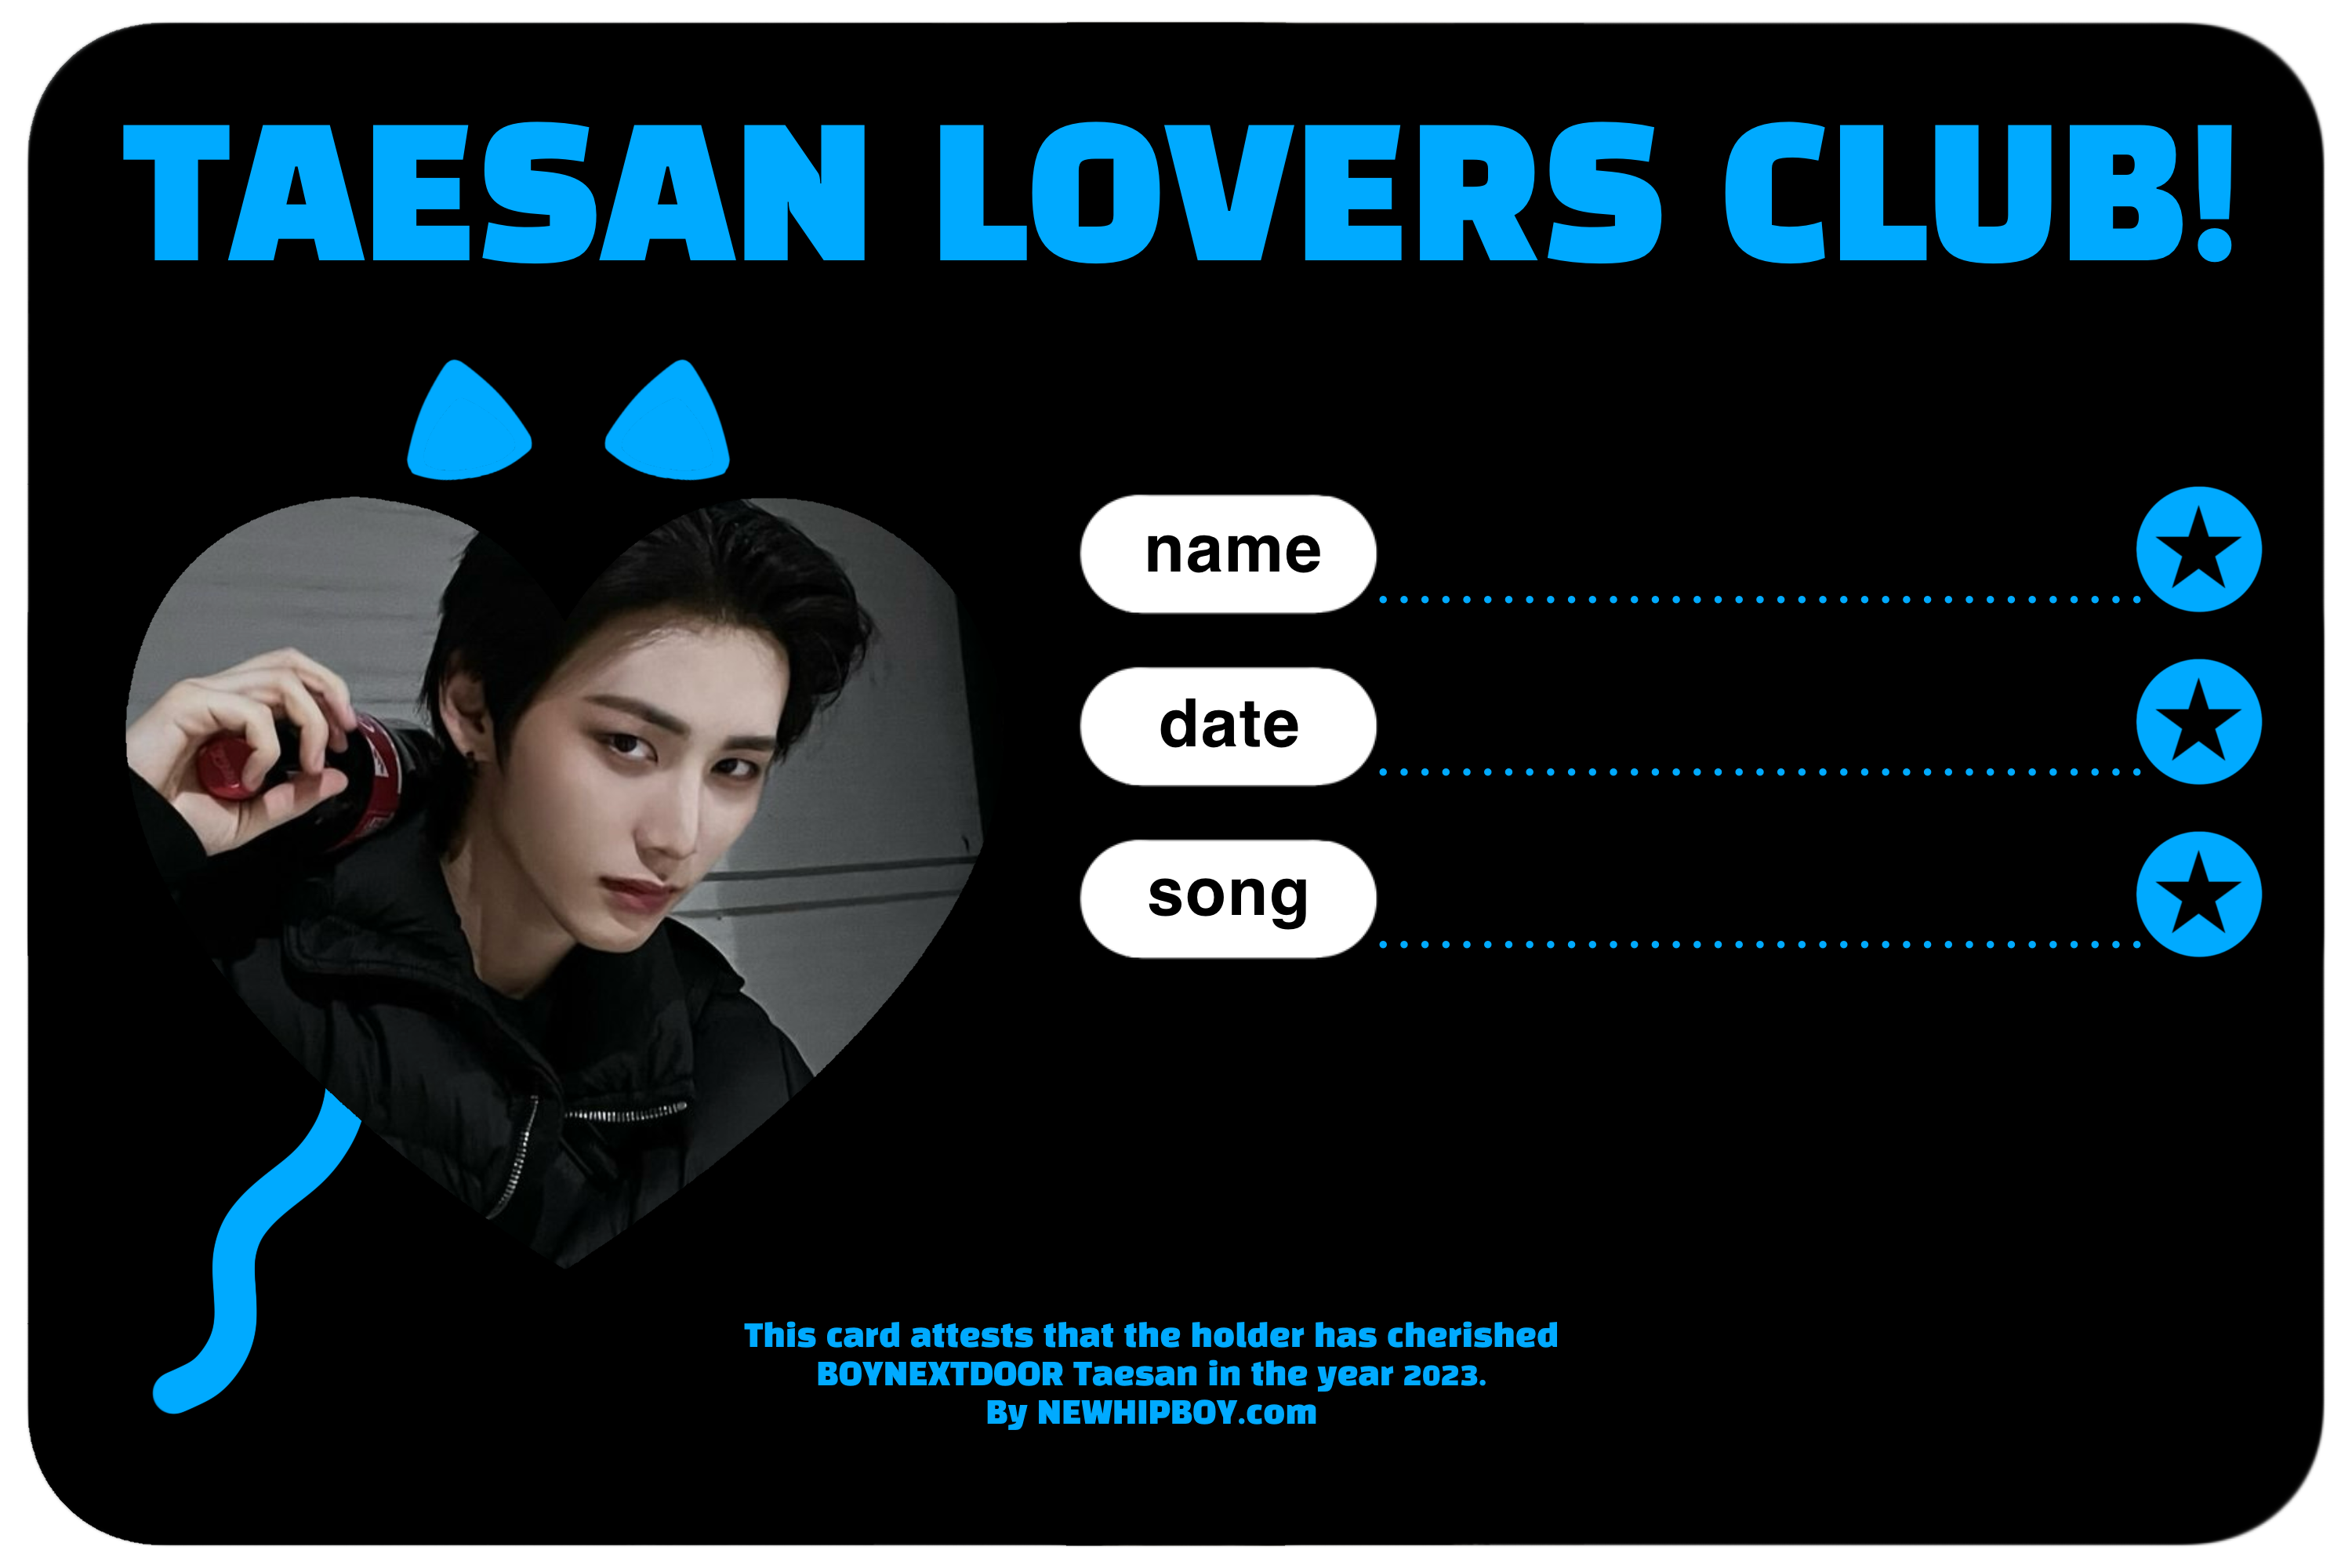 TAESAN LOVERS CLUB!
name
date
song
This card attests that the holder has cherished
BOYNEXTDOOR Taesan in the year 2023.
By NEWHIPBOY.com